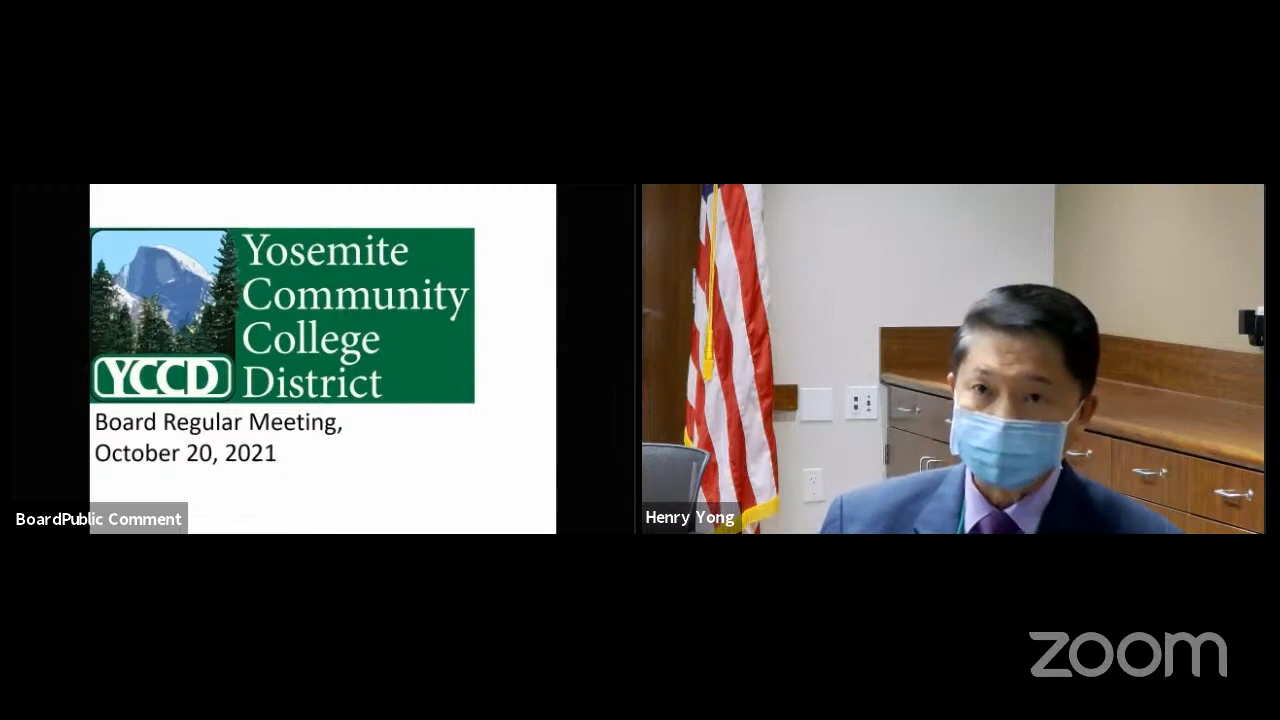 Yosemite
Community
College
District
YCCD
Board Regular Meeting,
October 20, 2021
BoardPublic Comment
Henry Yong
zoom